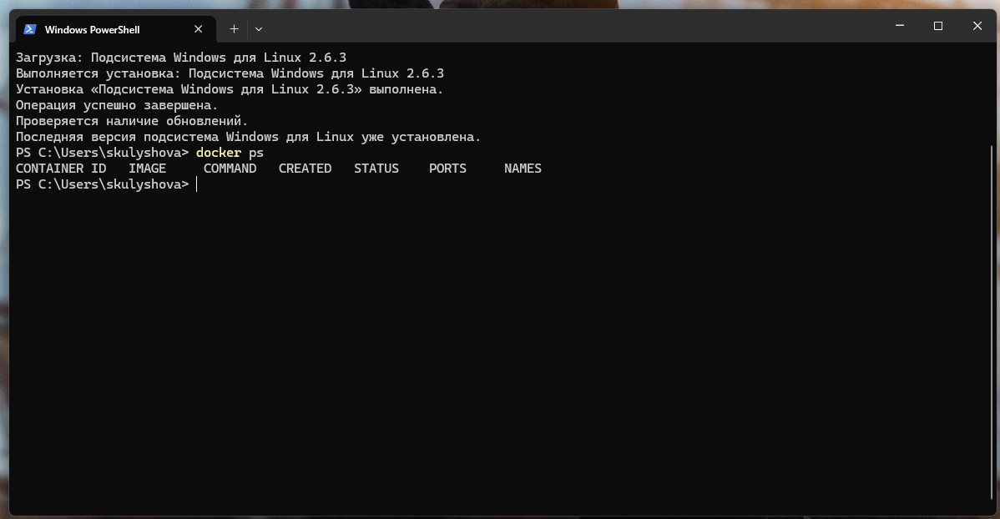 Windows PowerShell
Загрузка: Подсистема Windows для Linux 2.6.3
Выполняется установка: Подсистема Windows для Linux 2.6.3
Установка «Подсистема Windows для Linux 2.6.3» выполнена.
Операция успешно завершена.
Проверяется наличие обновлений.
Последняя версия подсистема Windows для Linux уже установлена.
PS C:\Users\skulyshova> docker ps
CONTAINER ID   IMAGE     COMMAND   CREATED   STATUS    PORTS     NAMES
PS C:\Users\skulyshova>